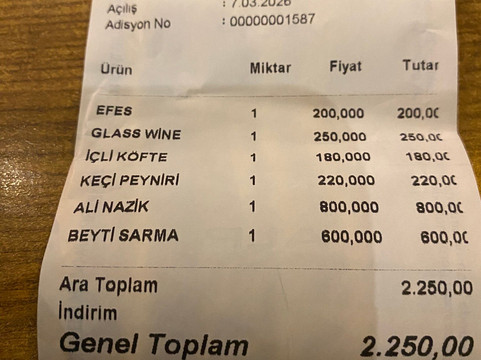 Açılış : 7.03.2026
Adisyon No : 00000001587
Ürün Miktar Fiyat Tutar
EFES 1 200,000 200,00
GLASS WINE 1 250,000 250,00
İÇLİ KÖFTE 1 180,000 180,00
KEÇİ PEYNİRİ 1 220,000 220,00
ALİ NAZİK 1 800,000 800,00
BEYTİ SARMA 1 600,000 600,00
Ara Toplam 2.250,00
İndirim
Genel Toplam 2.250,00